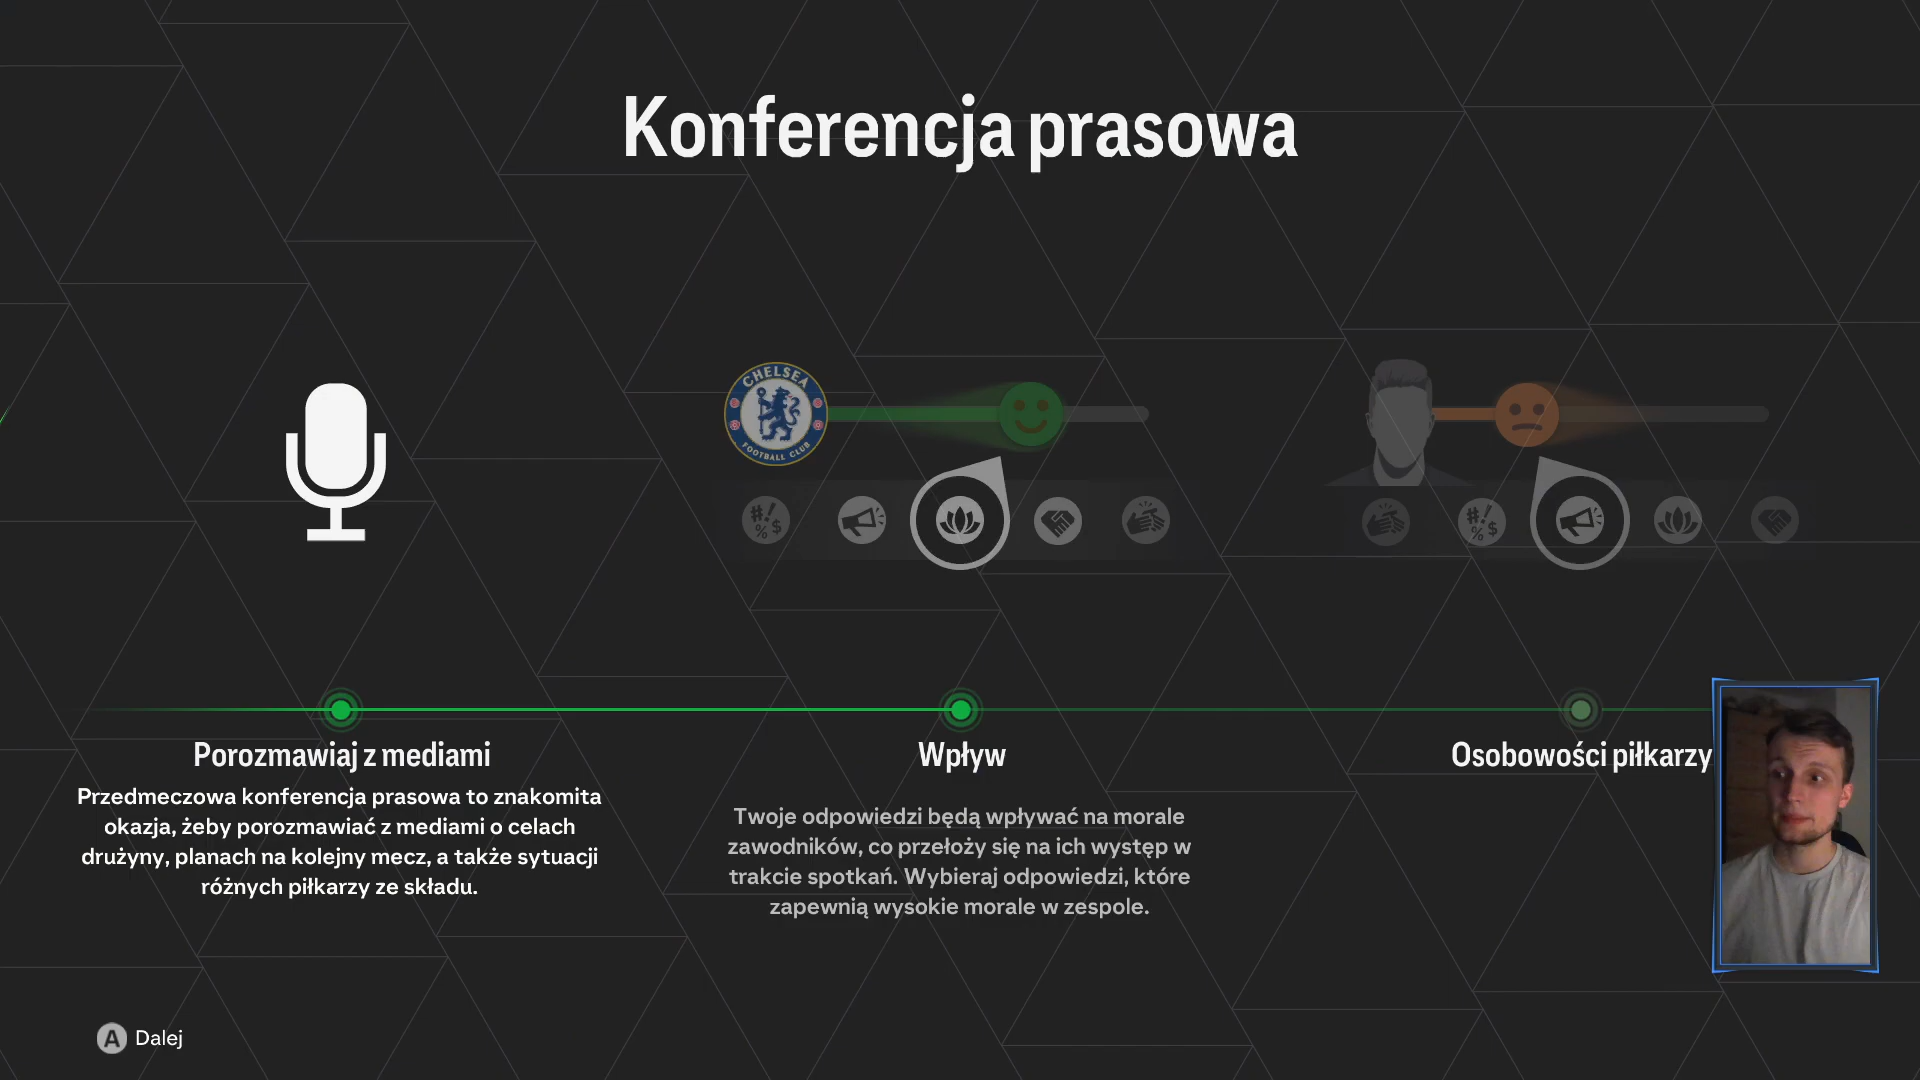 Konferencja prasowa
CHELSEA
FOOTBALL CLUB
#!
%$
#!
%$
Porozmawiaj z mediami
Przedmeczowa konferencja prasowa to znakomita
okazja, żeby porozmawiać z mediami o celach
drużyny, planach na kolejny mecz, a także sytuacji
różnych piłkarzy ze składu.
Wpływ
Twoje odpowiedzi będą wpływać na morale
zawodników, co przełoży się na ich występ w
trakcie spotkań. Wybieraj odpowiedzi, które
zapewnią wysokie morale w zespole.
Osobowości piłkarzy
A Dalej